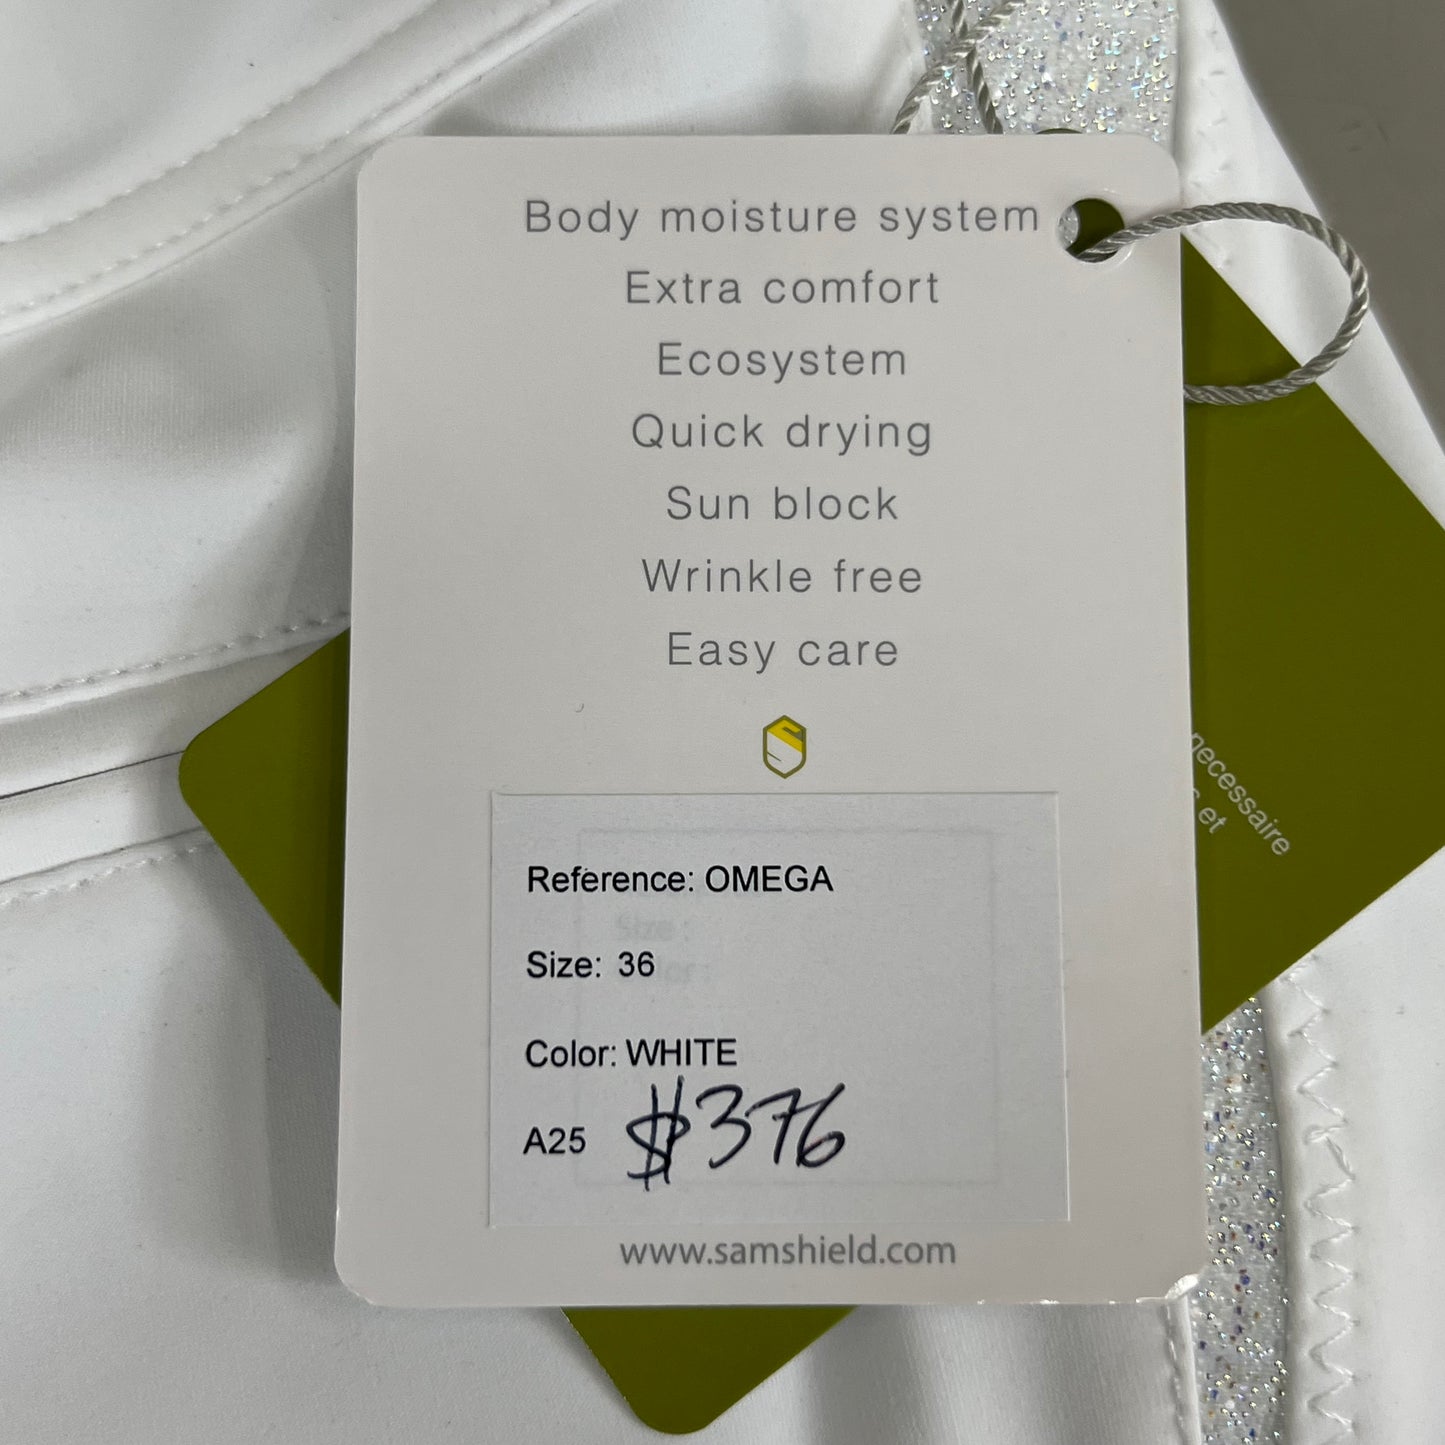 Body moisture system
Extra comfort
Ecosystem
Quick drying
Sun block
Wrinkle free
Easy care
necessaire
et
Reference: OMEGA
Size: 36
Color: WHITE
A25 $376
www.samshield.com